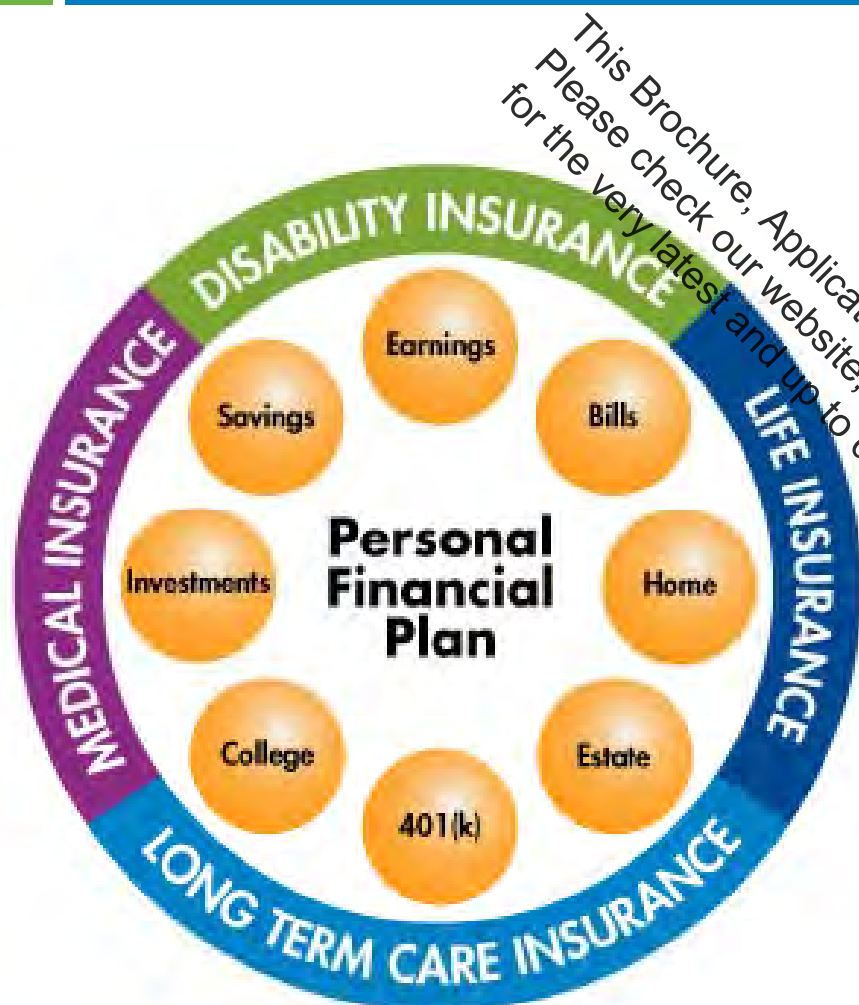 This Brochure, Applicat
Please check our website,
for the very latest and up to
DISABILITY INSURANCE
LIFE INSURANCE
MEDICAL INSURANCE
LONG TERM CARE INSURANCE
Earnings
Savings
Bills
Investments
Personal
Financial
Plan
Home
College
Estate
401(k)